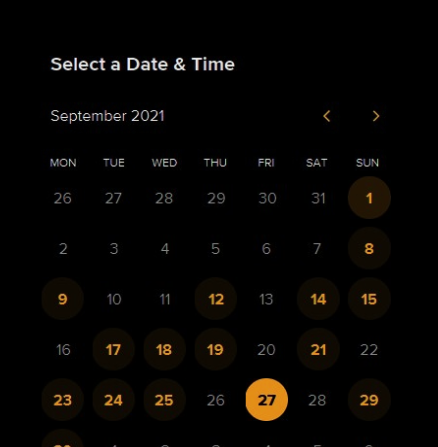 Select a Date & Time
September 2021
MON TUE WED THU FRI SAT SUN
26 27 28 29 30 31 1
2 3 4 5 6 7 8
9 10 11 12 13 14 15
16 17 18 19 20 21 22
23 24 25 26 27 28 29